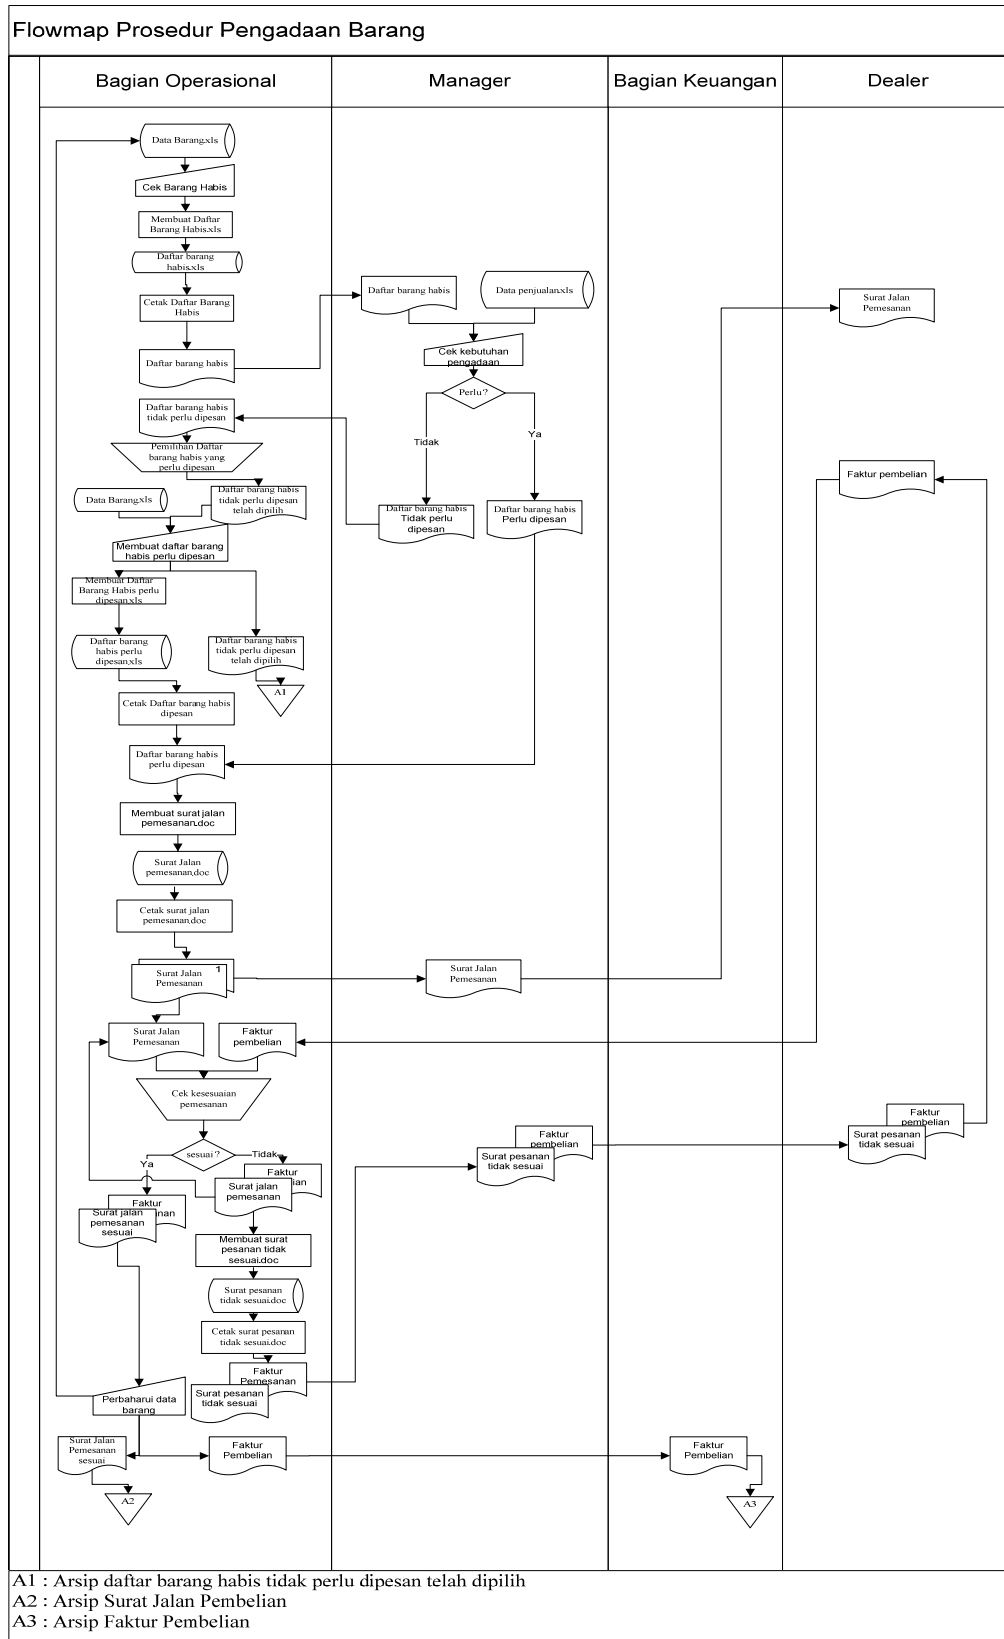 Flowmap Prosedur Pengadaan Barang
Bagian Operasional
Manager
Bagian Keuangan
Dealer
Data Barang.xls
Cek Barang Habis
Membuat Daftar
Barang Habis.xls
Daftar barang
habis.xls
Cetak Daftar Barang
Habis
Daftar barang habis
Daftar barang habis
Data penjualan.xls
Cek kebutuhan
pengadaan
Perlu?
Tidak
Ya
Surat Jalan
Pemesanan
Daftar barang habis
tidak perlu dipesan
Pemilihan Daftar
barang habis yang
perlu dipesan
Data Barang.xls
Daftar barang habis
tidak perlu dipesan
telah dipilih
Daftar barang habis
Tidak perlu
dipesan
Daftar barang habis
Perlu dipesan
Faktur pembelian
Membuat daftar barang
habis perlu dipesan
Membuat Daftar
Barang Habis perlu
dipesan.xls
Daftar barang
habis perlu
dipesan.xls
Daftar barang habis
tidak perlu dipesan
telah dipilih
A1
Cetak Daftar barang habis
dipesan
Daftar barang habis
perlu dipesan
Membuat surat jalan
pemesanan.doc
Surat Jalan
pemesanan.doc
Cetak surat jalan
pemesanan.doc
Surat Jalan
Pemesanan
1
Surat Jalan
Pemesanan
Surat Jalan
Pemesanan
Faktur
pembelian
Cek kesesuaian
pemesanan
sesuai?
Ya
Tidak
Faktur
Surat jalan
pemesanan
Faktur
Surat jalan
pemesanan
sesuai
Faktur
pembelian
Surat pesanan
tidak sesuai
Faktur
pembelian
Surat pesanan
tidak sesuai
Membuat surat
pesanan tidak
sesuai.doc
Surat pesanan
tidak sesuai.doc
Cetak surat pesanan
tidak sesuai.doc
Faktur
Pemesanan
Surat pesanan
tidak sesuai
Perbaharui data
barang
Surat Jalan
Pemesanan
sesuai
Faktur
Pembelian
Faktur
Pembelian
A2
A3
A1 : Arsip daftar barang habis tidak perlu dipesan telah dipilih
A2 : Arsip Surat Jalan Pembelian
A3 : Arsip Faktur Pembelian